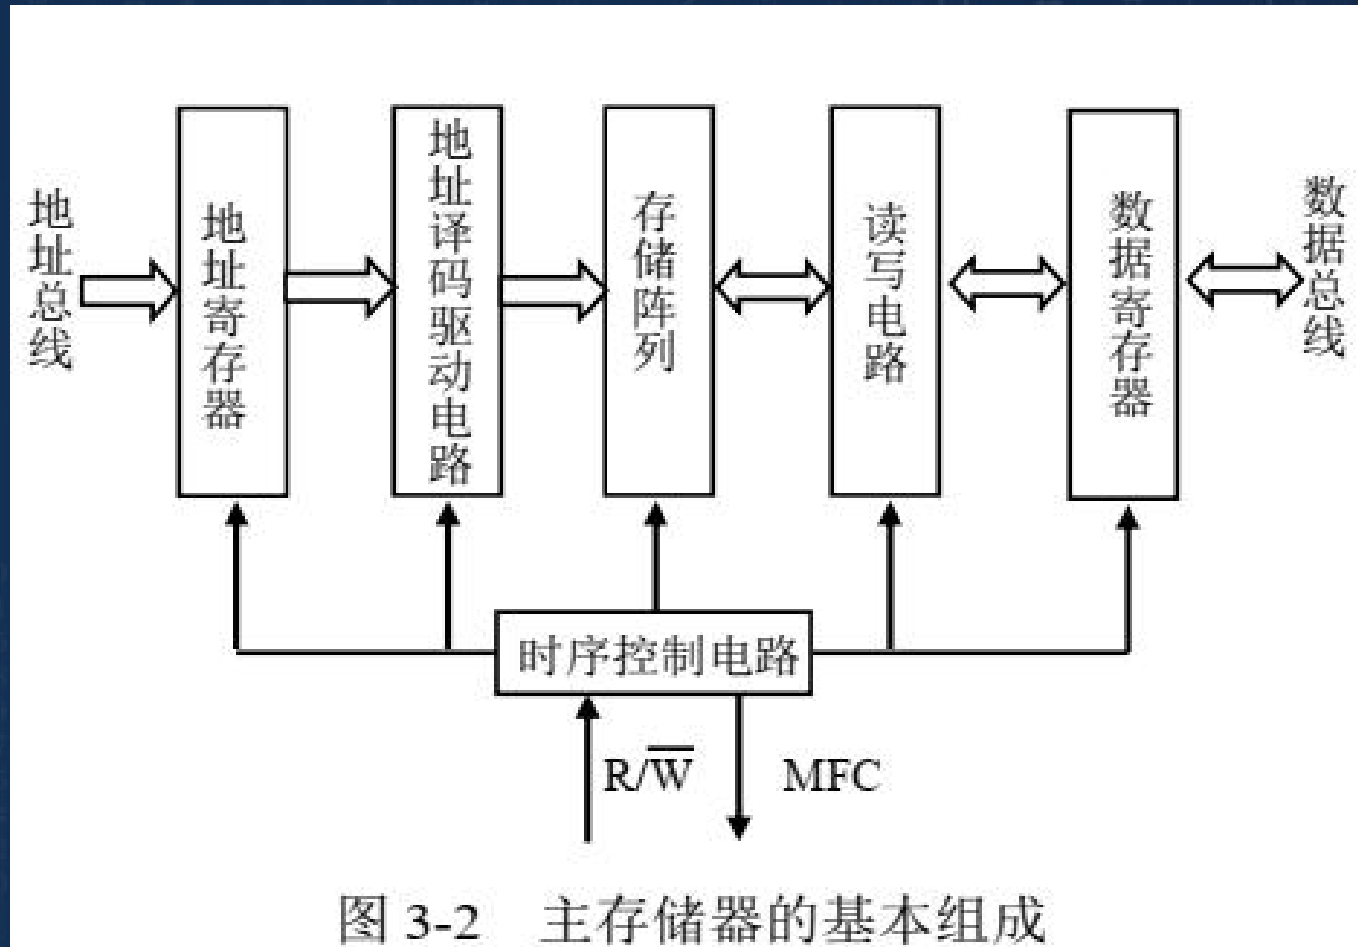 地址总线
地址寄存器
地址译码驱动电路
存储阵列
读写电路
数据寄存器
数据总线
时序控制电路
R/W̅
MFC
图 3-2 主存储器的基本组成